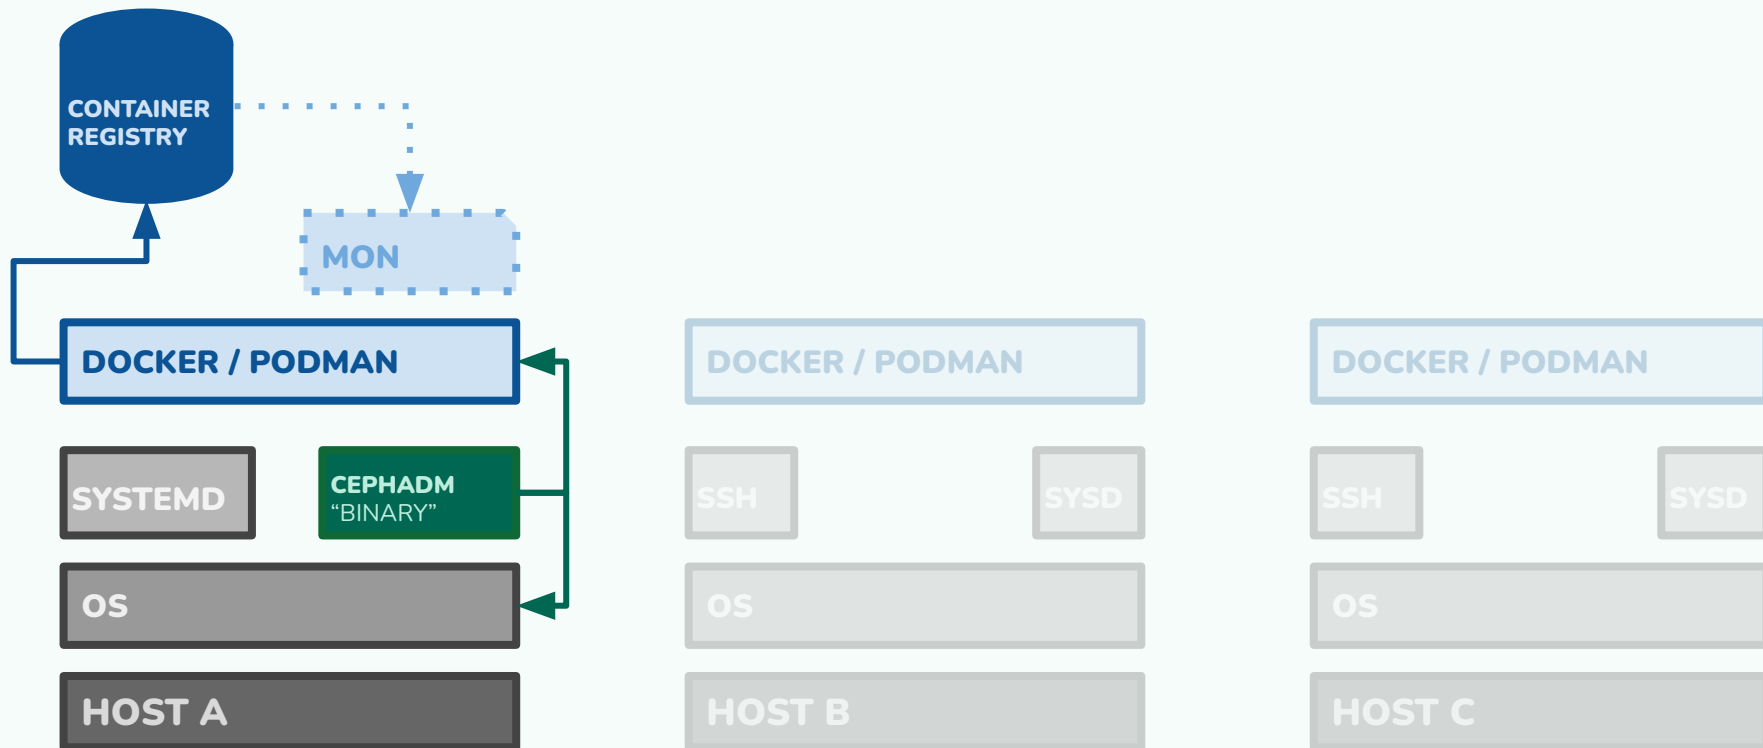 CONTAINER
REGISTRY
MON
DOCKER / PODMAN
DOCKER / PODMAN
DOCKER / PODMAN
SYSTEMD
CEPHADM
“BINARY”
SSH
SYSD
SSH
SYSD
OS
OS
OS
HOST A
HOST B
HOST C